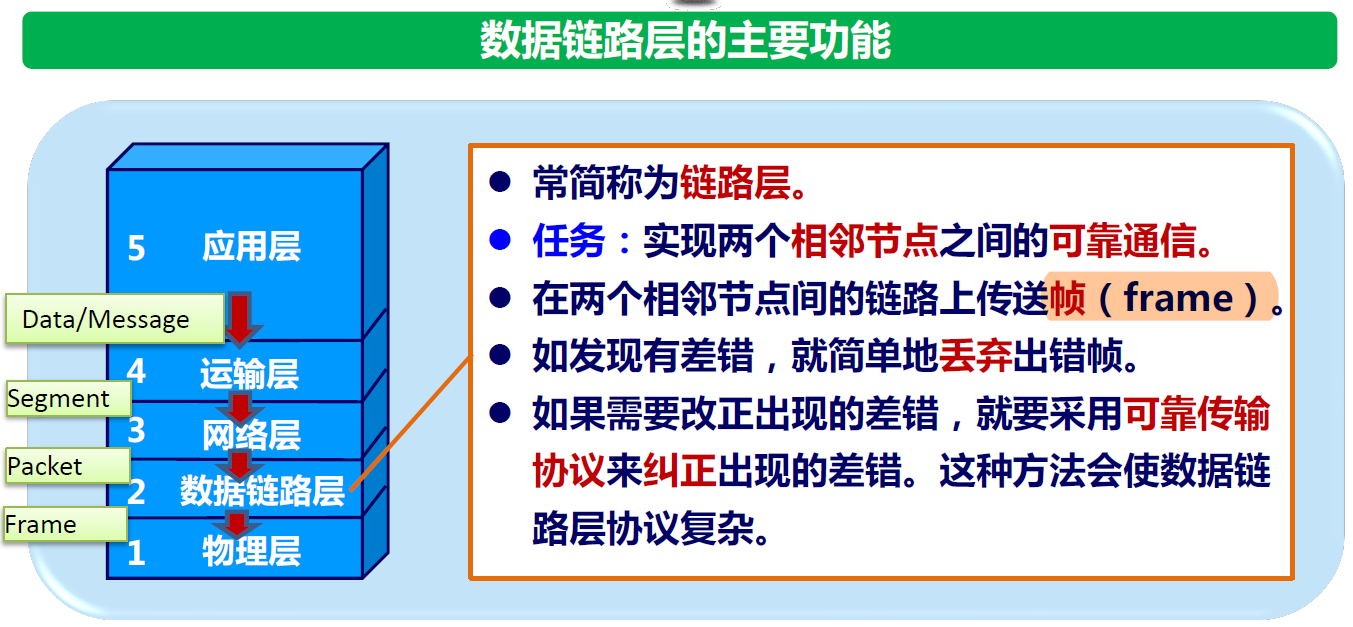 数据链路层的主要功能
5 应用层
Data/Message
4 运输层
Segment
3 网络层
Packet
2 数据链路层
Frame
1 物理层
● 常简称为链路层。
● 任务：实现两个相邻节点之间的可靠通信。
● 在两个相邻节点间的链路上传送帧（frame）。
● 如发现有差错，就简单地丢弃出错帧。
● 如果需要改正出现的差错，就要采用可靠传输
协议来纠正出现的差错。这种方法会使数据链
路层协议复杂。